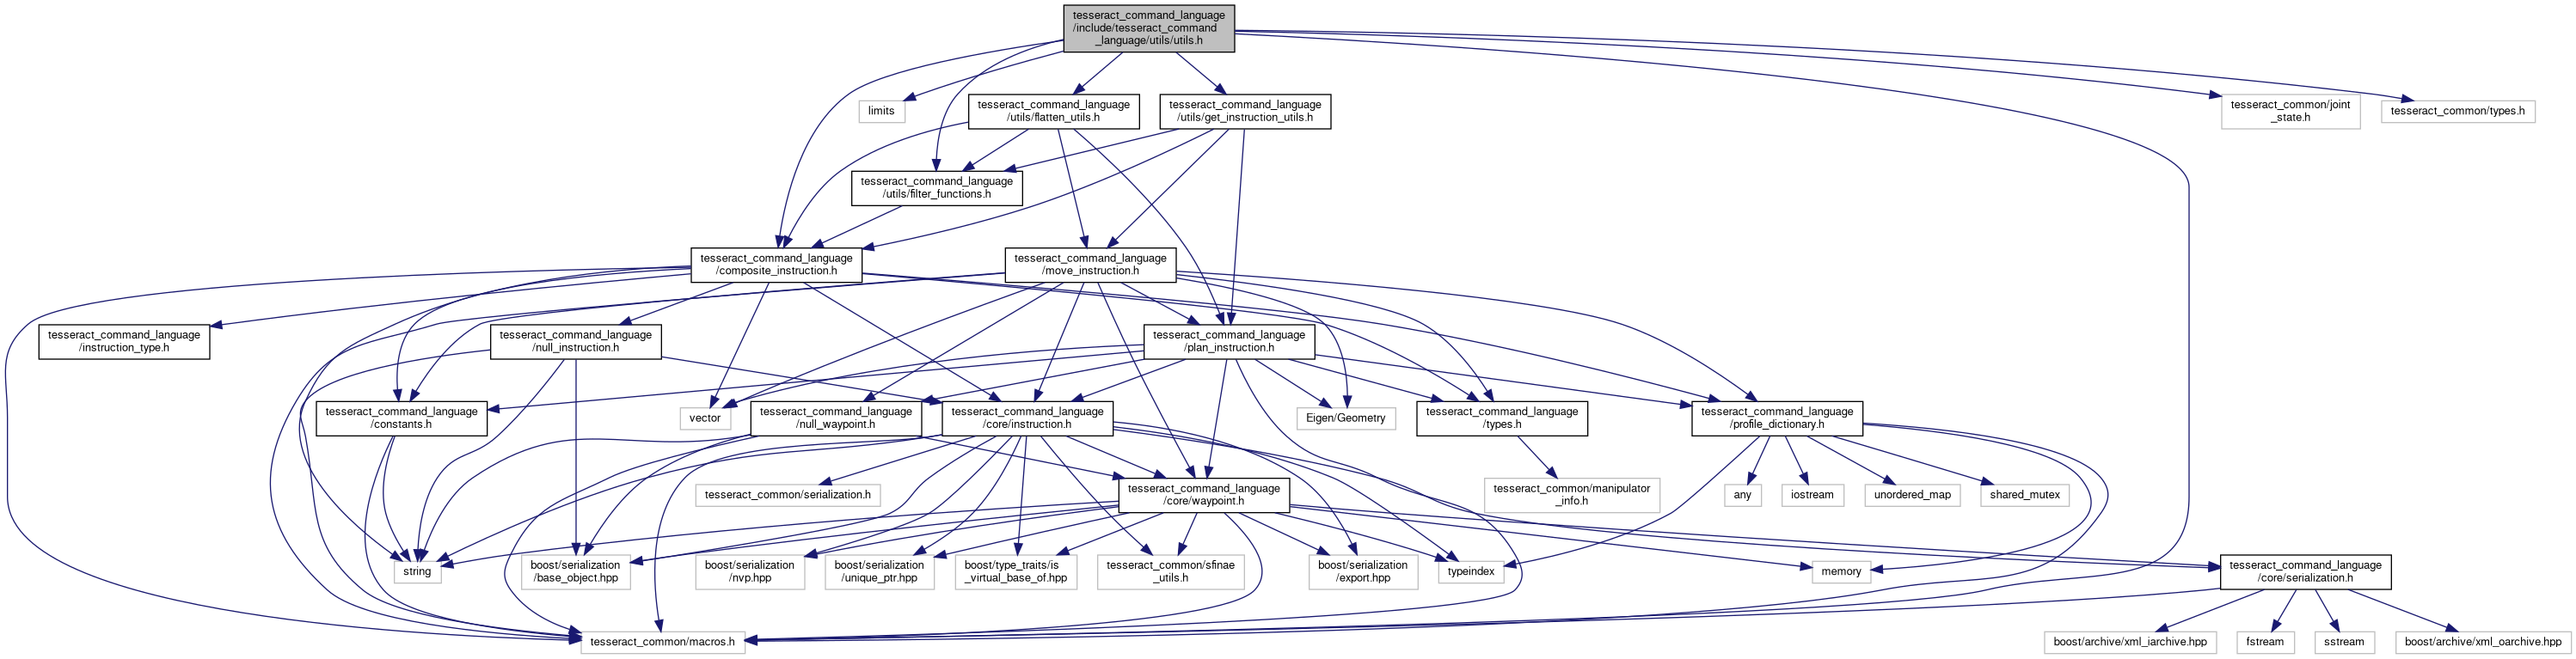 tesseract_command_language
/include/tesseract_command
_language/utils/utils.h
limits
tesseract_command_language
/utils/flatten_utils.h
tesseract_command_language
/utils/get_instruction_utils.h
tesseract_common/joint
_state.h
tesseract_common/types.h
tesseract_command_language
/utils/filter_functions.h
tesseract_command_language
/composite_instruction.h
tesseract_command_language
/move_instruction.h
tesseract_command_language
/instruction_type.h
tesseract_command_language
/null_instruction.h
tesseract_command_language
/plan_instruction.h
tesseract_command_language
/constants.h
vector
tesseract_command_language
/null_waypoint.h
tesseract_command_language
/core/instruction.h
Eigen/Geometry
tesseract_command_language
/types.h
tesseract_command_language
/profile_dictionary.h
tesseract_common/serialization.h
tesseract_command_language
/core/waypoint.h
tesseract_common/manipulator
_info.h
any
iostream
unordered_map
shared_mutex
string
boost/serialization
/base_object.hpp
boost/serialization
/nvp.hpp
boost/serialization
/unique_ptr.hpp
boost/type_traits/is
_virtual_base_of.hpp
tesseract_common/sfinae
_utils.h
boost/serialization
/export.hpp
typeindex
memory
tesseract_command_language
/core/serialization.h
tesseract_common/macros.h
boost/archive/xml_iarchive.hpp
fstream
sstream
boost/archive/xml_oarchive.hpp